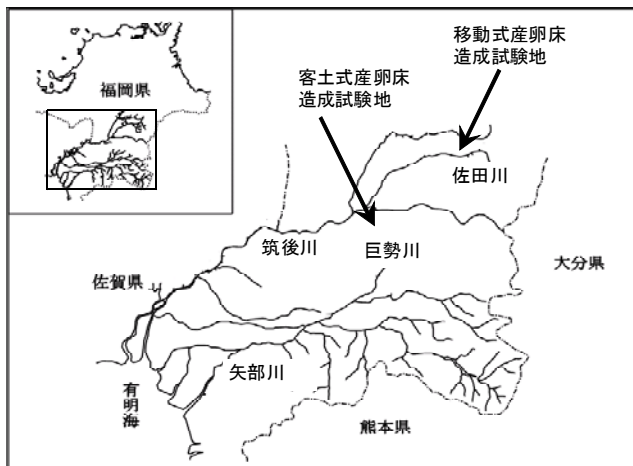 福岡県
移動式産卵床
造成試験地
客土式産卵床
造成試験地
佐田川
筑後川
巨勢川
大分県
佐賀県
矢部川
有明海
熊本県